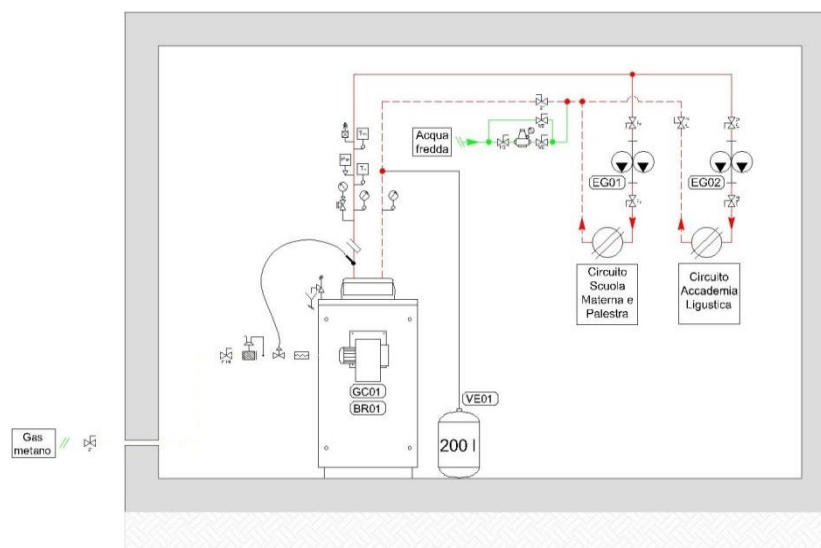 Acqua
fredda
EG01
EG02
Circuito
Scuola
Materna e
Palestra
Circuito
Accademia
Ligustica
GC01
BR01
VE01
200 l
Gas
metano